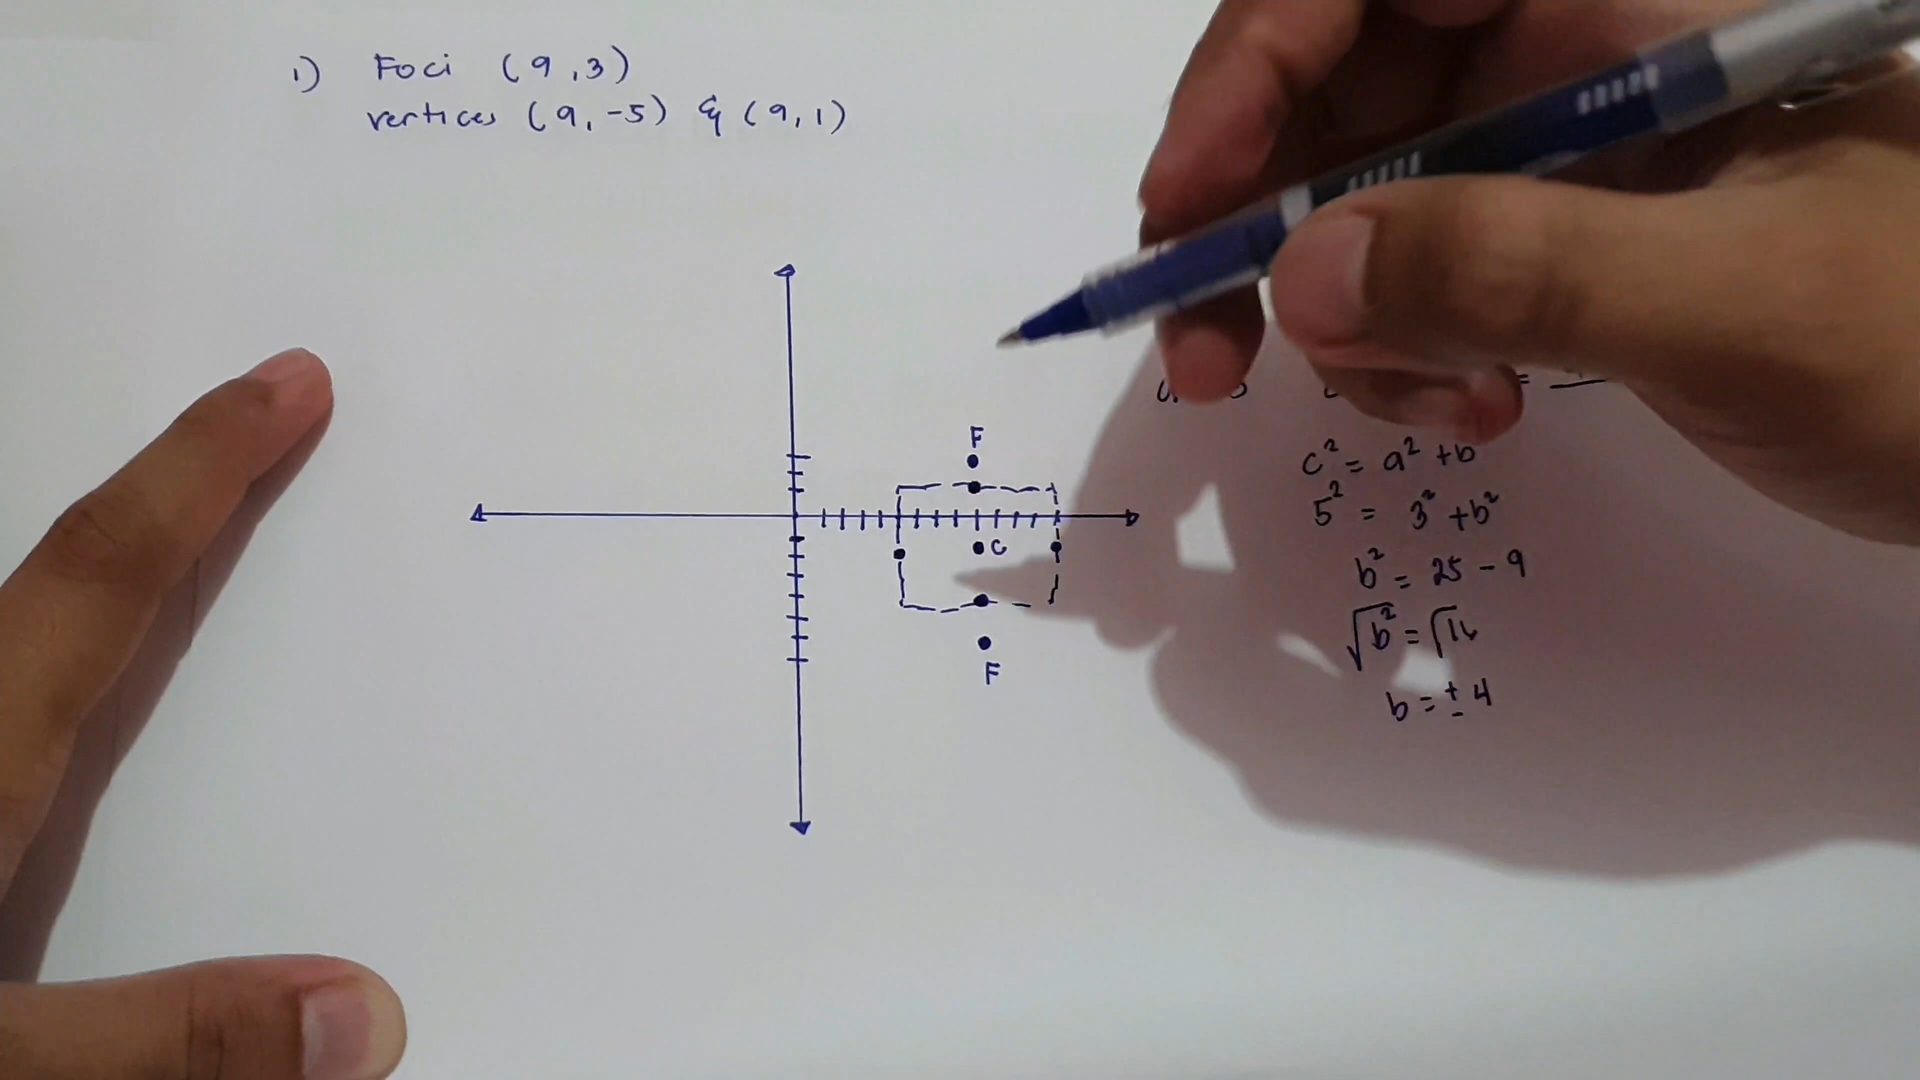 1) Foci (9,3)
vertices (9,-5) & (9,1)
F
C
F
c² = a² + b
5² = 3² + b²
b² = 25 - 9
√b² = √16
b = ± 4